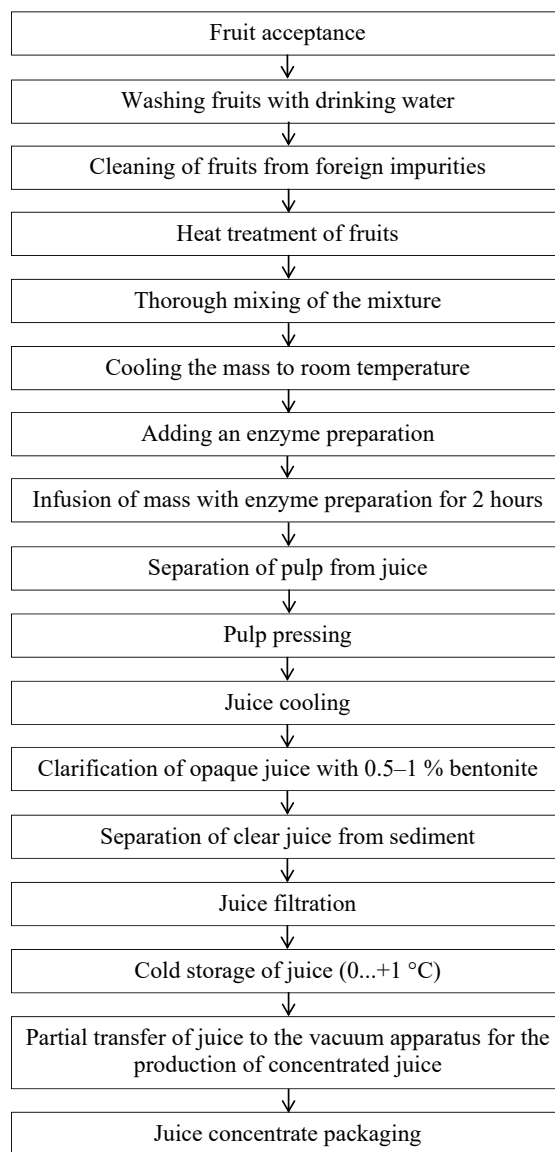 Fruit acceptance
Washing fruits with drinking water
Cleaning of fruits from foreign impurities
Heat treatment of fruits
Thorough mixing of the mixture
Cooling the mass to room temperature
Adding an enzyme preparation
Infusion of mass with enzyme preparation for 2 hours
Separation of pulp from juice
Pulp pressing
Juice cooling
Clarification of opaque juice with 0.5–1 % bentonite
Separation of clear juice from sediment
Juice filtration
Cold storage of juice (0...+1 °C)
Partial transfer of juice to the vacuum apparatus for the
production of concentrated juice
Juice concentrate packaging